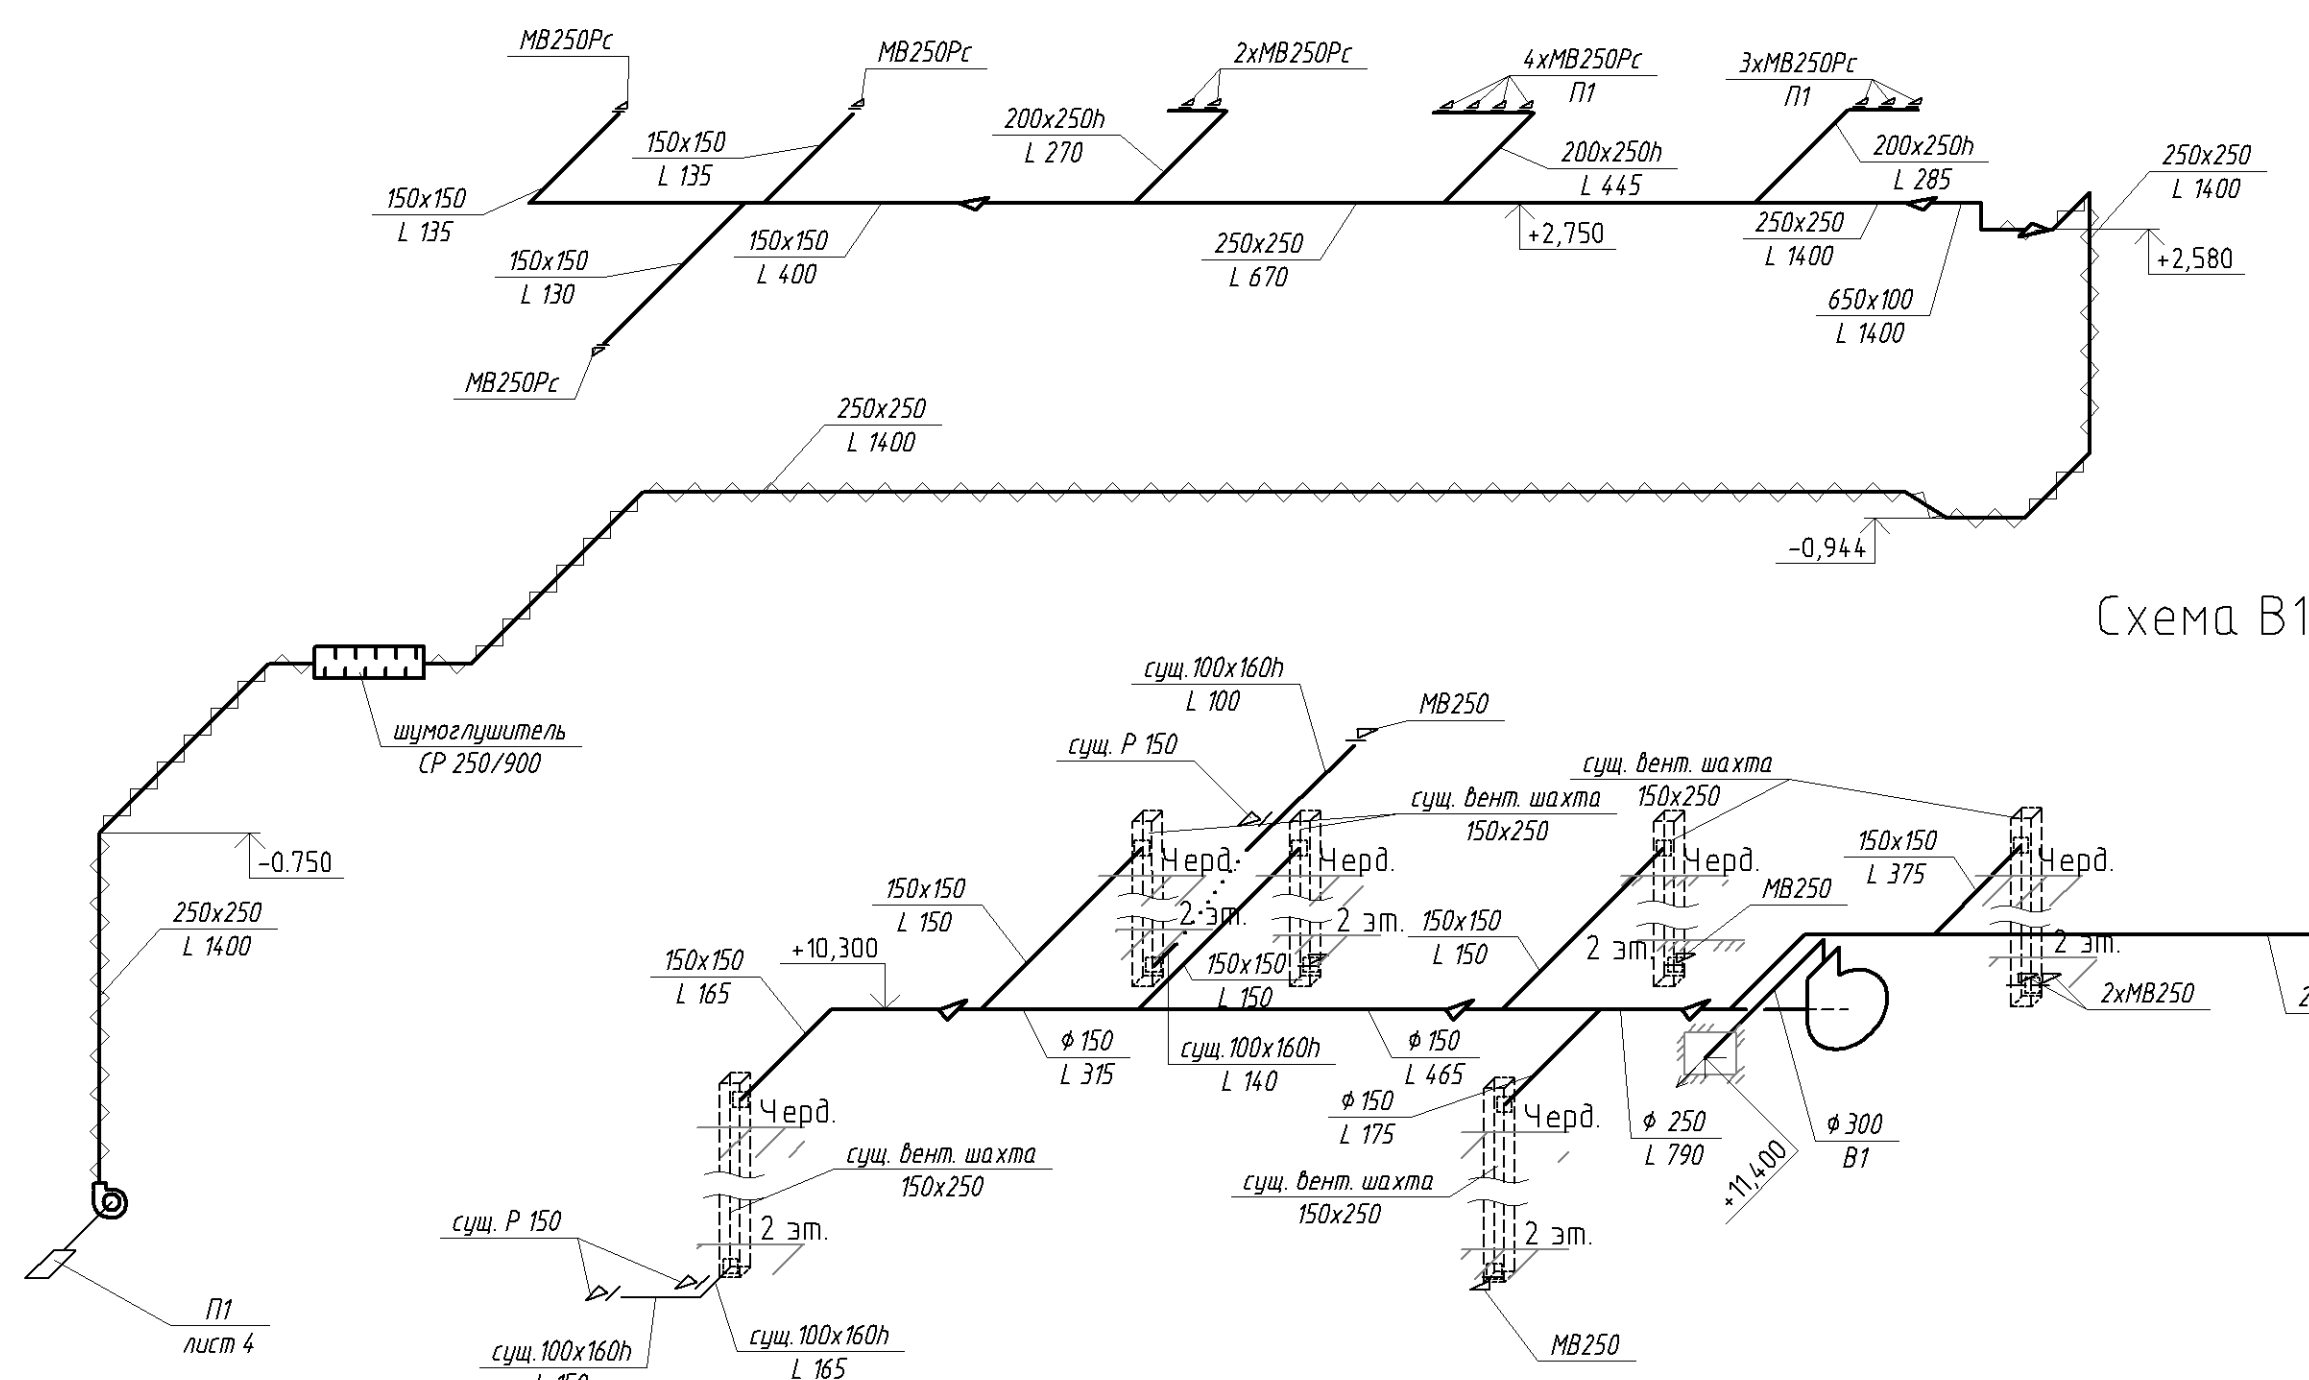 МВ250Рс
МВ250Рс
2хМВ250Рс
4хМВ250Рс
П1
3хМВ250Рс
П1
150х150
L 135
150х150
L 135
200х250h
L 270
200х250h
L 445
200х250h
L 285
250х250
L 1400
150х150
L 130
150х150
L 400
250х250
L 670
+2,750
250х250
L 1400
+2,580
650х100
L 1400
МВ250Рс
250х250
L 1400
-0,944
Схема В1
шумоглушитель
СР 250/900
сущ.100х160h
L 100
МВ250
сущ. Р 150
сущ. вент. шахта
150х250
сущ. вент. шахта
150х250
-0.750
250х250
L 1400
150х150
L 150
Черд.
Черд.
Черд.
150х150
L 375
Черд.
МВ250
2 эт.
2 эт.
150х150
L 150
2 эт.
2 эт.
+10,300
150х150
L 165
150х150
L 150
2хМВ250
2
ф 150
L 315
сущ.100х160h
L 140
ф 150
L 465
ф 150
L 175
ф 250
L 790
+11,400
ф 300
В1
Черд.
Черд.
сущ. вент. шахта
150х250
сущ. вент. шахта
150х250
2 эт.
2 эт.
сущ. Р 150
П1
лист 4
сущ.100х160h
сущ.100х160h
L 165
МВ250